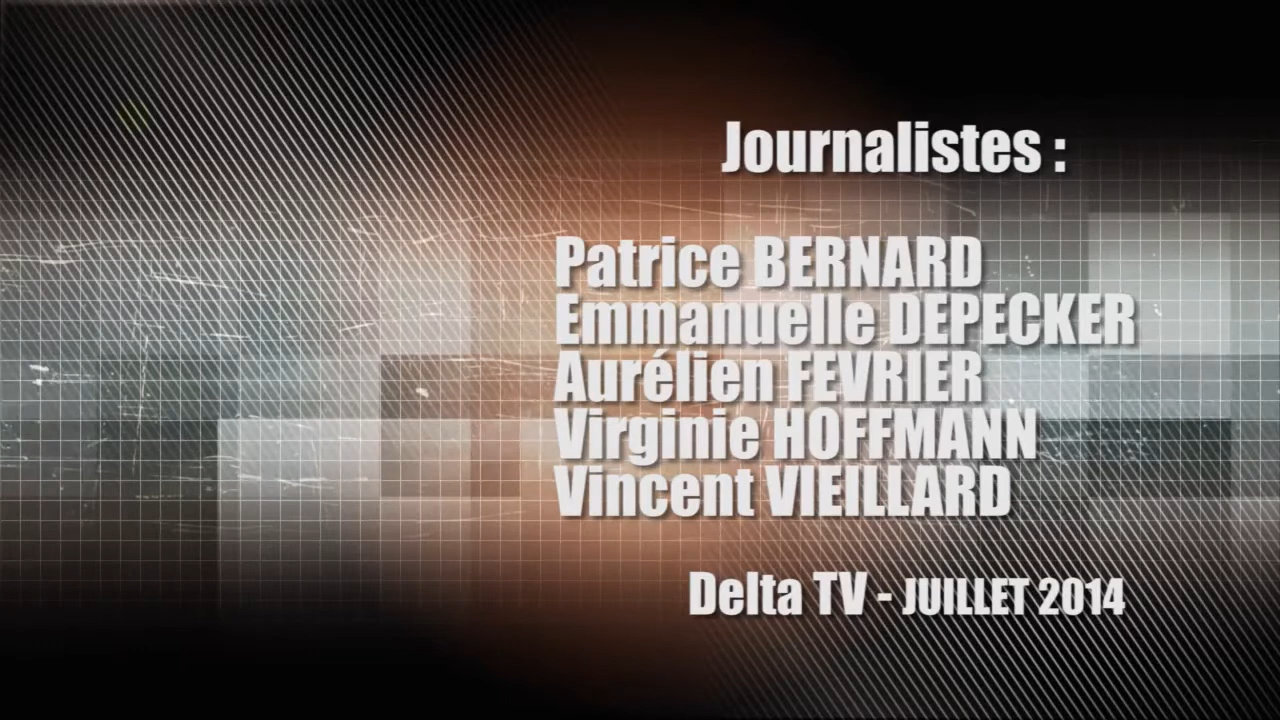 Journalistes :
Patrice BERNARD
Emmanuelle DEPECKER
Aurélien FEVRIER
Virginie HOFFMANN
Vincent VIEILLARD
Delta TV - JUILLET 2014